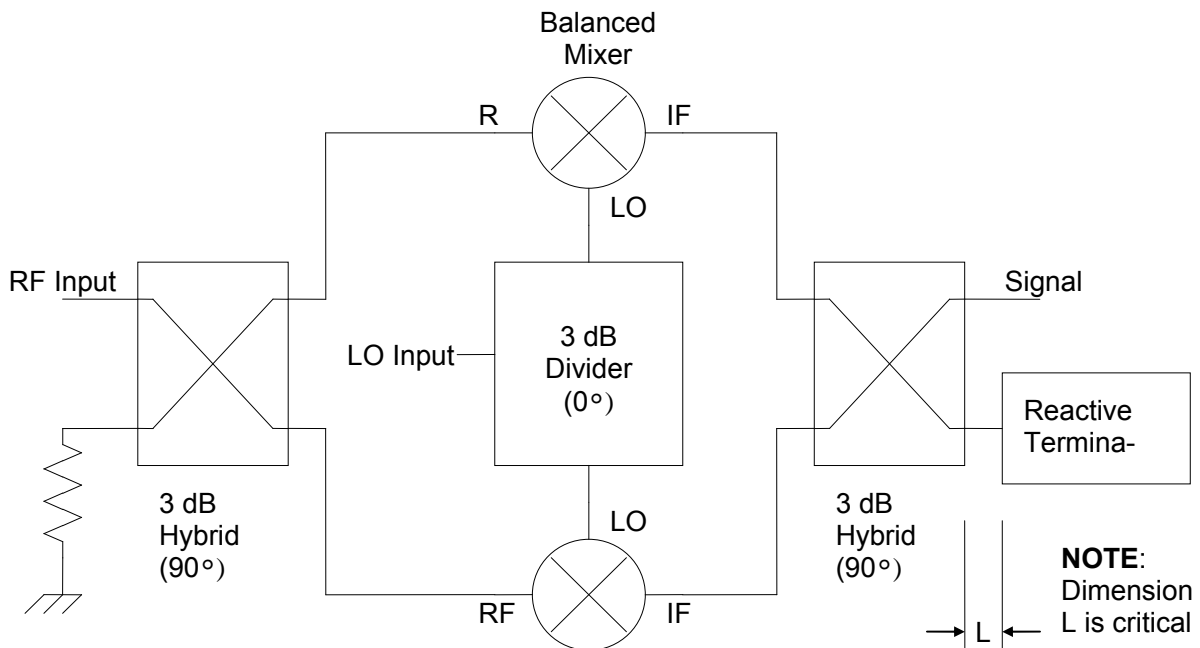 Balanced
Mixer
R
IF
LO
RF Input
LO Input
3 dB
Divider
(0°)
Signal
Reactive
Termina-
3 dB
Hybrid
(90°)
LO
3 dB
Hybrid
(90°)
RF
IF
L
NOTE:
Dimension
L is critical